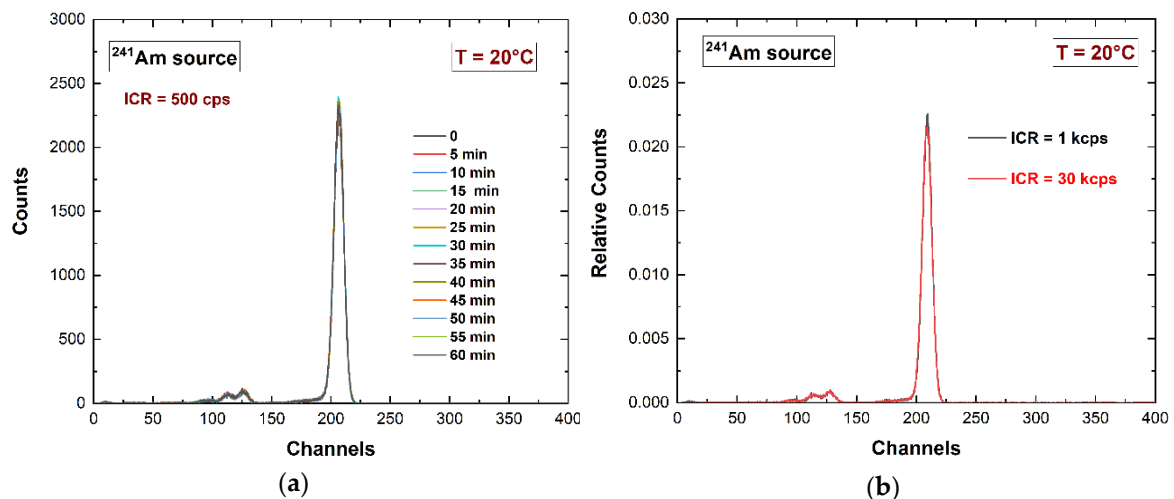 3000
2500
2000
1500
1000
500
0
Counts
²⁴¹Am source
T = 20°C
ICR = 500 cps
0
5 min
10 min
15 min
20 min
25 min
30 min
35 min
40 min
45 min
50 min
55 min
60 min
0 50 100 150 200 250 300 350 400
Channels
(a)
0.030
0.025
0.020
0.015
0.010
0.005
0.000
Relative Counts
²⁴¹Am source
T = 20°C
ICR = 1 kcps
ICR = 30 kcps
0 50 100 150 200 250 300 350 400
Channels
(b)